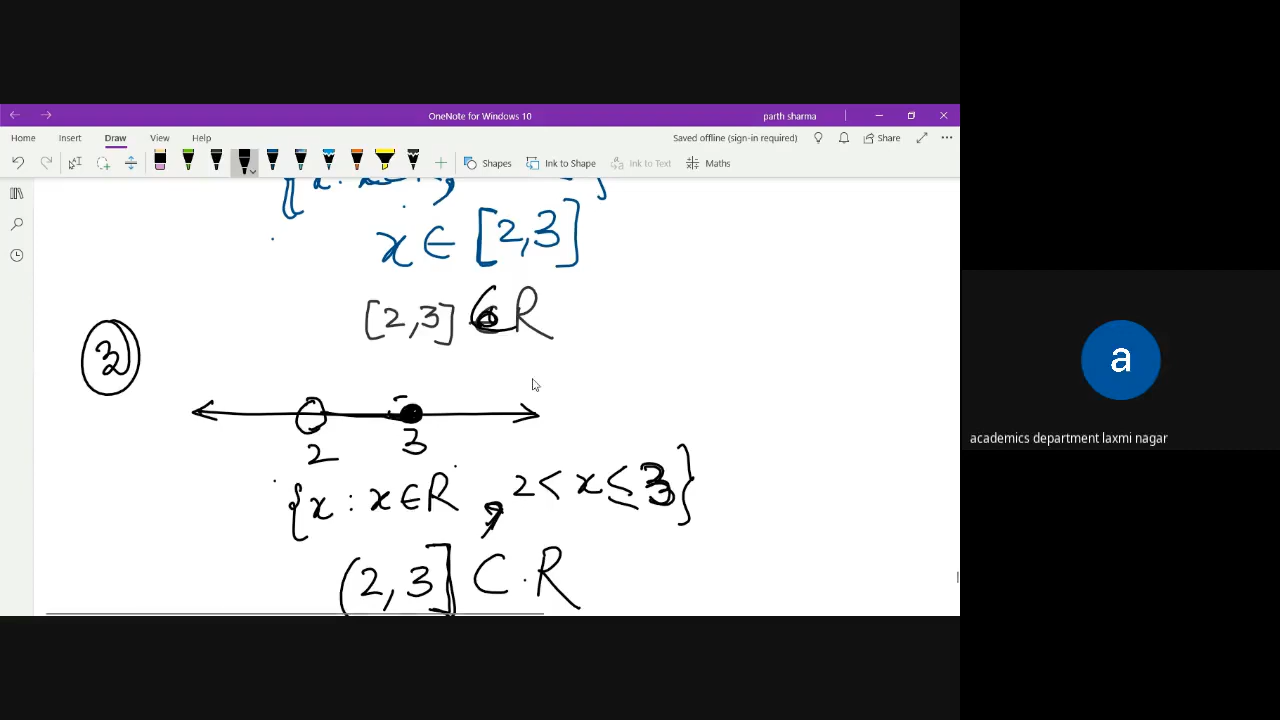 OneNote for Windows 10
parth sharma
Home Insert Draw View Help
Saved offline (sign-in required)
Share
Shapes Ink to Shape Ink to Text Maths
x ∈ [2,3]
[2,3] ⊂ R
3
2 3
{x : x ∈ R , 2 < x ≤ 3}
(2,3] ⊂ R
a
academics department laxmi nagar